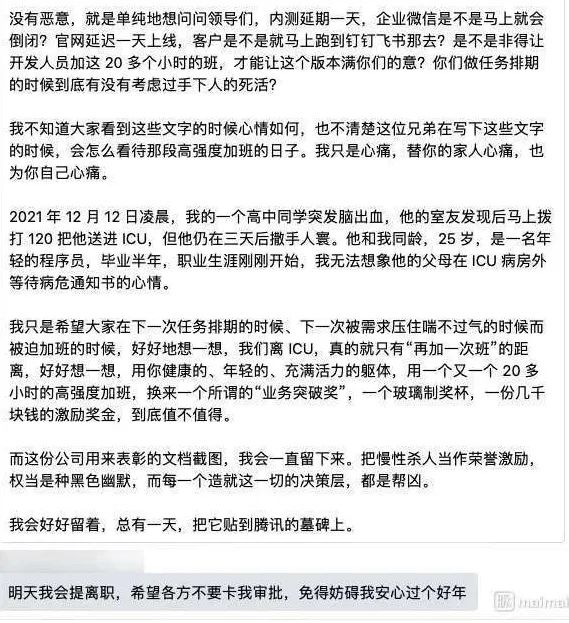 没有恶意，就是单纯地想问问领导们，内测延期一天，企业微信是不是马上就会
倒闭？官网延迟一天上线，客户是不是就马上跑到钉钉飞书那去？是不是非得让
开发人员加这 20 多个小时的班，才能让这个版本满你们的意？你们做任务排期
的时候到底有没有考虑过手下人的死活？
我不知道大家看到这些文字的时候心情如何，也不清楚这位兄弟在写下这些文字
的时候，会怎么看待那段高强度加班的日子。我只是心痛，替你的家人心痛，也
为你自己心痛。
2021 年 12 月 12 日凌晨，我的一个高中同学突发脑出血，他的室友发现后马上拨
打 120 把他送进 ICU，但他仍在三天后撒手人寰。他和我同龄，25 岁，是一名年
轻的程序员，毕业半年，职业生涯刚刚开始，我无法想象他的父母在 ICU 病房外
等待病危通知书的心情。
我只是希望大家在下一次任务排期的时候、下一次被需求压住喘不过气的时候而
被迫加班的时候，好好地想一想，我们离 ICU，真的就只有“再加一次班”的距
离，好好想一想，用你健康的、年轻的、充满活力的躯体，用一个又一个 20 多
小时的高强度加班，换来一个所谓的“业务突破奖”，一个玻璃制奖杯，一份几千
块钱的激励奖金，到底值不值得。
而这份公司用来表彰的文档截图，我会一直留下来。把慢性杀人当作荣誉激励，
权当是种黑色幽默，而每一个造就这一切的决策层，都是帮凶。
我会好好留着，总有一天，把它贴到腾讯的墓碑上。
明天我会提离职，希望各方不要卡我审批，免得妨碍我安心过个好年
脉 maimai